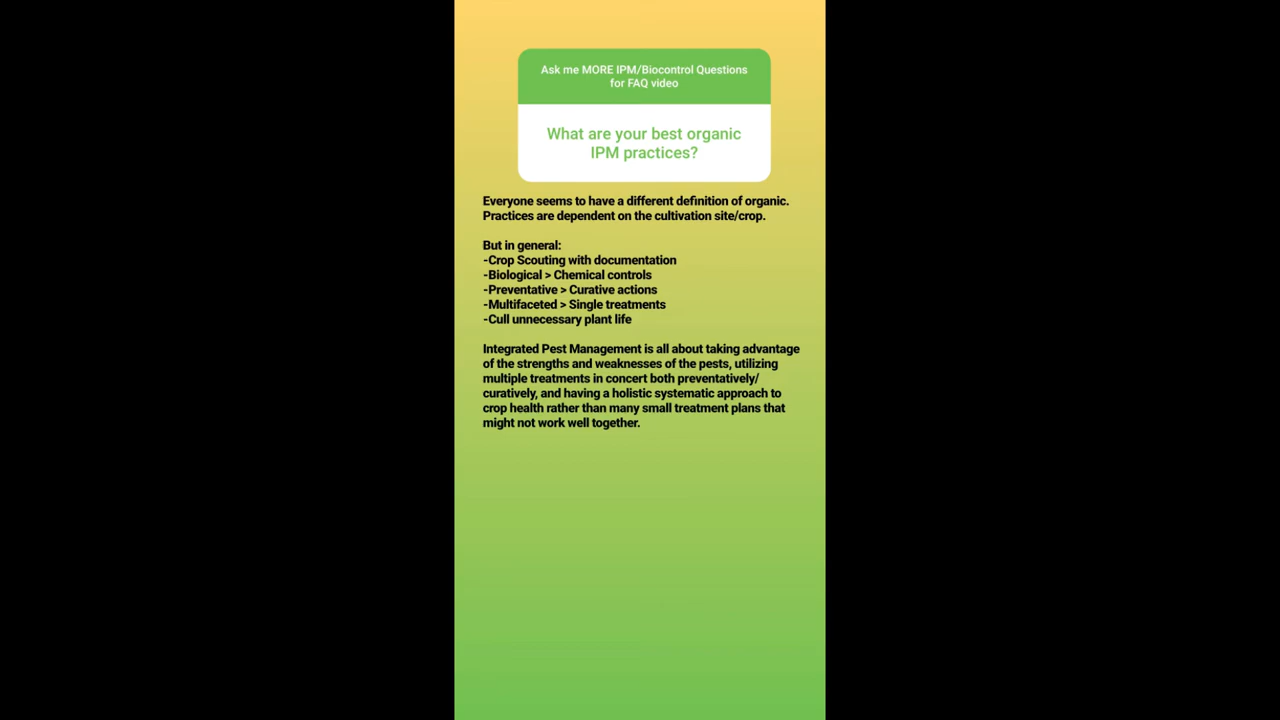 Ask me MORE IPM/Biocontrol Questions
for FAQ video
What are your best organic
IPM practices?
Everyone seems to have a different definition of organic.
Practices are dependent on the cultivation site/crop.
But in general:
-Crop Scouting with documentation
-Biological > Chemical controls
-Preventative > Curative actions
-Multifaceted > Single treatments
-Cull unnecessary plant life
Integrated Pest Management is all about taking advantage
of the strengths and weaknesses of the pests, utilizing
multiple treatments in concert both preventatively/
curatively, and having a holistic systematic approach to
crop health rather than many small treatment plans that
might not work well together.